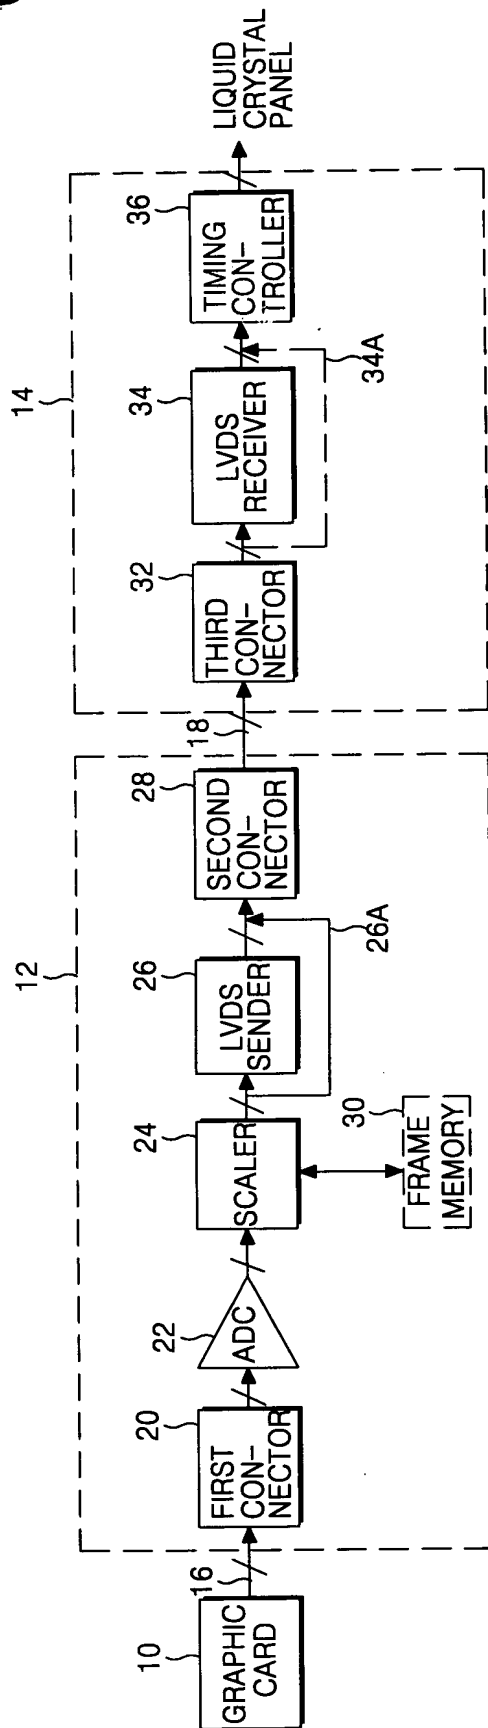 10
GRAPHIC
CARD
16
12
20
FIRST
CON-
NECTOR
22
ADC
24
SCALER
30
FRAME
MEMORY
26
LVDS
SENDER
26A
28
SECOND
CON-
NECTOR
18
14
32
THIRD
CON-
NECTOR
34
LVDS
RECEIVER
34A
36
TIMING
CON-
TROLLER
LIQUID
CRYSTAL
PANEL